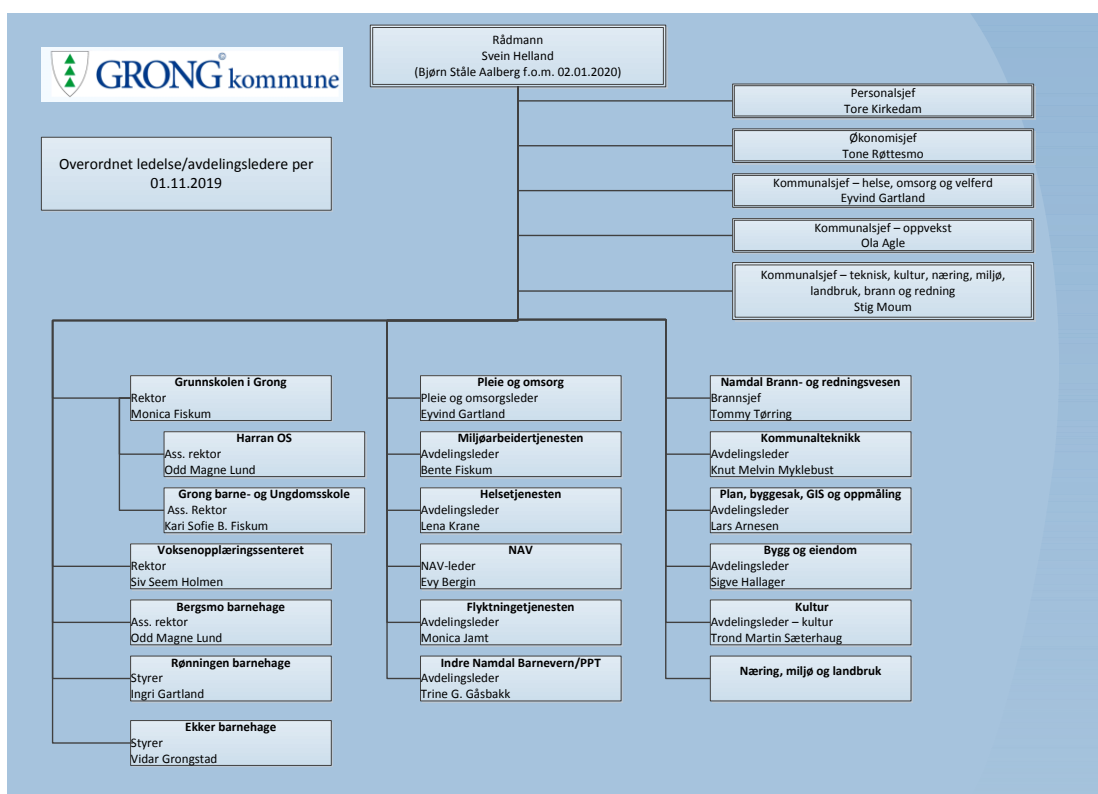 GRONG kommune
©
Rådmann
Svein Helland
(Bjørn Ståle Aalberg f.o.m. 02.01.2020)
Personalsjef
Tore Kirkedam
Overordnet ledelse/avdelingsledere per
01.11.2019
Økonomisjef
Tone Røttesmo
Kommunalsjef – helse, omsorg og velferd
Eyvind Gartland
Kommunalsjef – oppvekst
Ola Agle
Kommunalsjef – teknisk, kultur, næring, miljø,
landbruk, brann og redning
Stig Moum
Grunnskolen i Grong
Rektor
Monica Fiskum
Harran OS
Ass. rektor
Odd Magne Lund
Grong barne- og Ungdomsskole
Ass. Rektor
Kari Sofie B. Fiskum
Voksenopplæringssenteret
Rektor
Siv Seem Holmen
Bergsmo barnehage
Ass. rektor
Odd Magne Lund
Rønningen barnehage
Styrer
Ingri Gartland
Ekker barnehage
Styrer
Vidar Grongstad
Pleie og omsorg
Pleie og omsorgsleder
Eyvind Gartland
Miljøarbeidertjenesten
Avdelingsleder
Bente Fiskum
Helsetjenesten
Avdelingsleder
Lena Krane
NAV
NAV-leder
Evy Bergin
Flyktningetjenesten
Avdelingsleder
Monica Jamt
Indre Namdal Barnevern/PPT
Avdelingsleder
Trine G. Gåsbakk
Namdal Brann- og redningsvesen
Brannsjef
Tommy Tørring
Kommunalteknikk
Avdelingsleder
Knut Melvin Myklebust
Plan, byggesak, GIS og oppmåling
Avdelingsleder
Lars Arnesen
Bygg og eiendom
Avdelingsleder
Sigve Hallager
Kultur
Avdelingsleder – kultur
Trond Martin Sæterhaug
Næring, miljø og landbruk